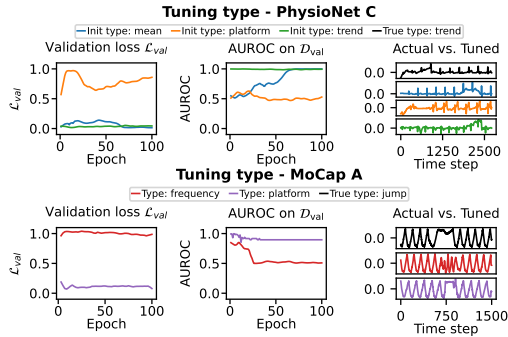 Tuning type - PhysioNet C
Init type: mean Init type: platform Init type: trend True type: trend
Validation loss ℒval AUROC on 𝒟val Actual vs. Tuned
ℒval
1.0
0.5
0.0
0 50 100
Epoch
AUROC
1.0
0.5
0.0
0 50 100
Epoch
0.0
0.0
0.0
0.0
0 1250 2500
Time step
Tuning type - MoCap A
Type: frequency Type: platform True type: jump
Validation loss ℒval AUROC on 𝒟val Actual vs. Tuned
ℒval
1.0
0.5
0.0
0 50 100
Epoch
AUROC
1.0
0.5
0.0
0 50 100
Epoch
0.0
0.0
0.0
0 750 1500
Time step